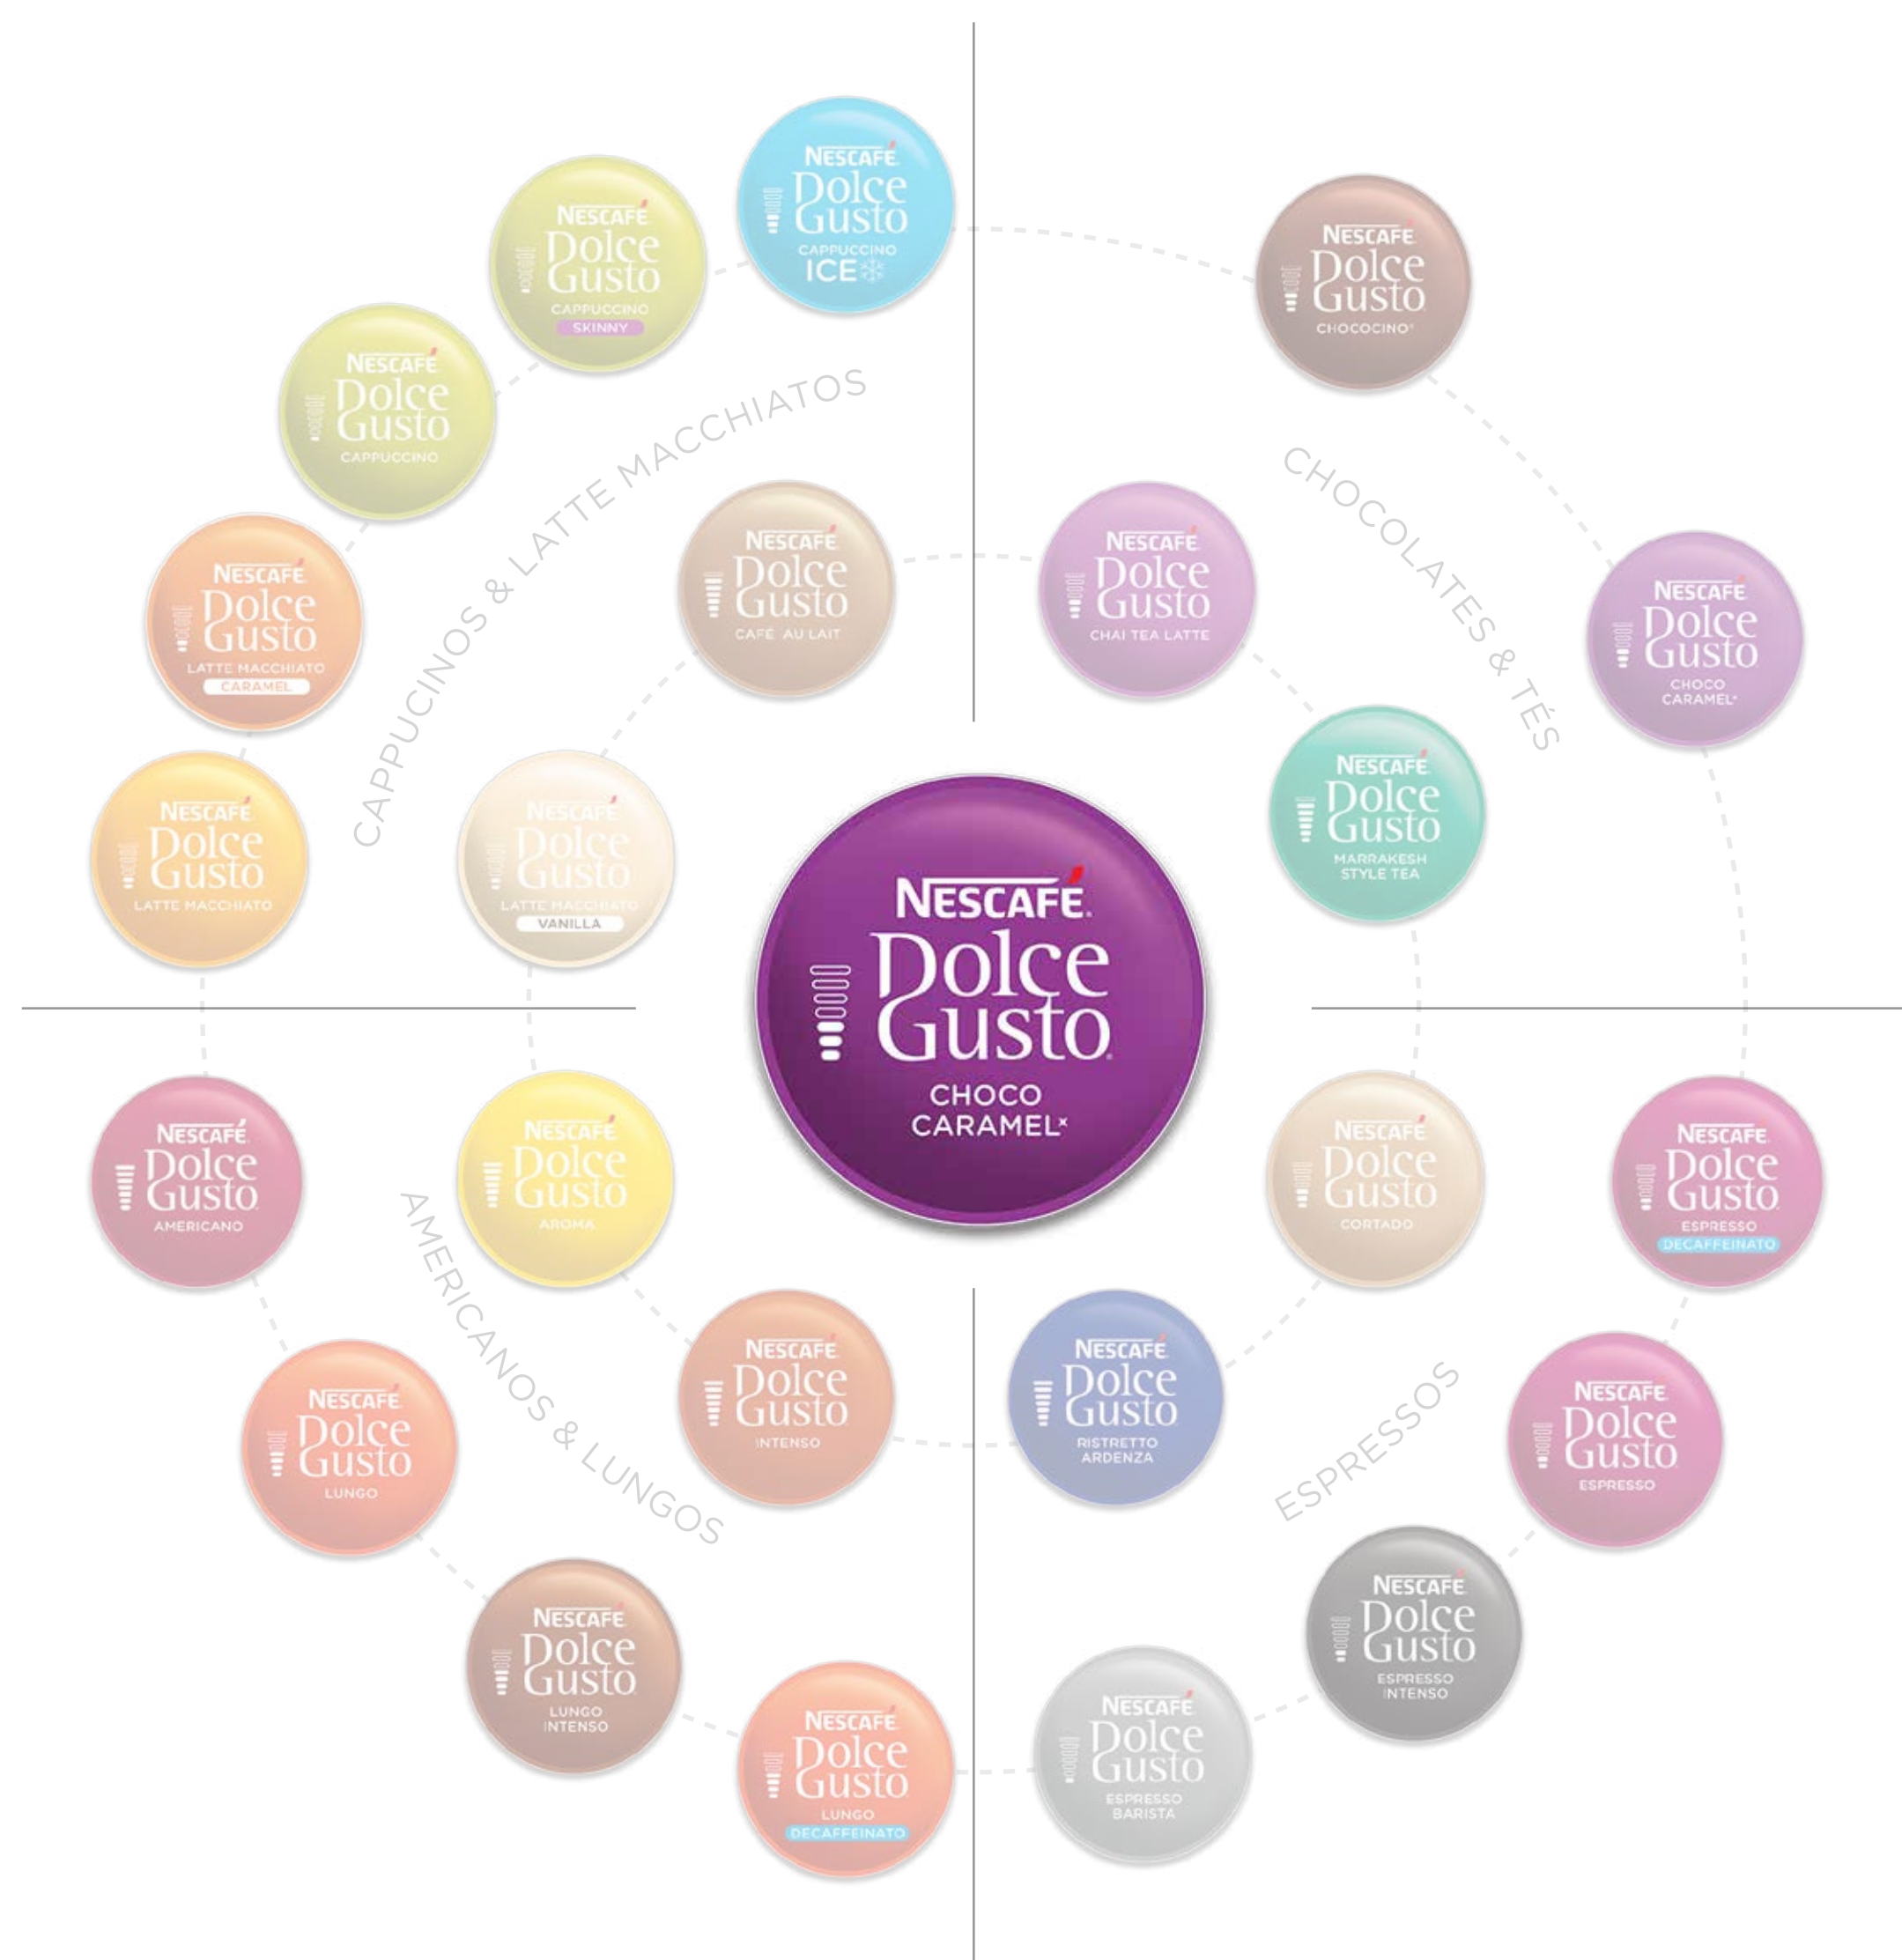 NESCAFÉ
Dolce
Gusto
CAPPUCCINO
ICE
NESCAFÉ
Dolce
Gusto
CAPPUCCINO
SKINNY
NESCAFÉ
Dolce
Gusto
CAPPUCCINO
NESCAFÉ
Dolce
Gusto
LATTE MACCHIATO
CARAMEL
NESCAFÉ
Dolce
Gusto
LATTE MACCHIATO
CAPPUCINOS & LATTE MACCHIATOS
NESCAFÉ
Dolce
Gusto
CAFÉ AU LAIT
NESCAFÉ
Dolce
Gusto
LATTE MACCHIATO
VANILLA
NESCAFÉ
Dolce
Gusto
CHOCOCINO*
NESCAFÉ
Dolce
Gusto
CHOCO
CARAMEL*
CHOCOLATES & TÉS
NESCAFÉ
Dolce
Gusto
CHAI TEA LATTE
NESCAFÉ
Dolce
Gusto
MARRAKESH
STYLE TEA
NESCAFÉ
Dolce
Gusto
CHOCO
CARAMEL*
NESCAFÉ
Dolce
Gusto
AMERICANO
NESCAFÉ
Dolce
Gusto
AROMA
NESCAFÉ
Dolce
Gusto
INTENSO
AMERICANOS & LUNGOS
NESCAFÉ
Dolce
Gusto
LUNGO
NESCAFÉ
Dolce
Gusto
LUNGO
INTENSO
NESCAFÉ
Dolce
Gusto
LUNGO
DECAFFEINATO
NESCAFÉ
Dolce
Gusto
CORTADO
NESCAFÉ
Dolce
Gusto
ESPRESSO
DECAFFEINATO
NESCAFÉ
Dolce
Gusto
RISTRETTO
ARDENZA
ESPRESSOS
NESCAFÉ
Dolce
Gusto
ESPRESSO
NESCAFÉ
Dolce
Gusto
ESPRESSO
INTENSO
NESCAFÉ
Dolce
Gusto
ESPRESSO
BARISTA